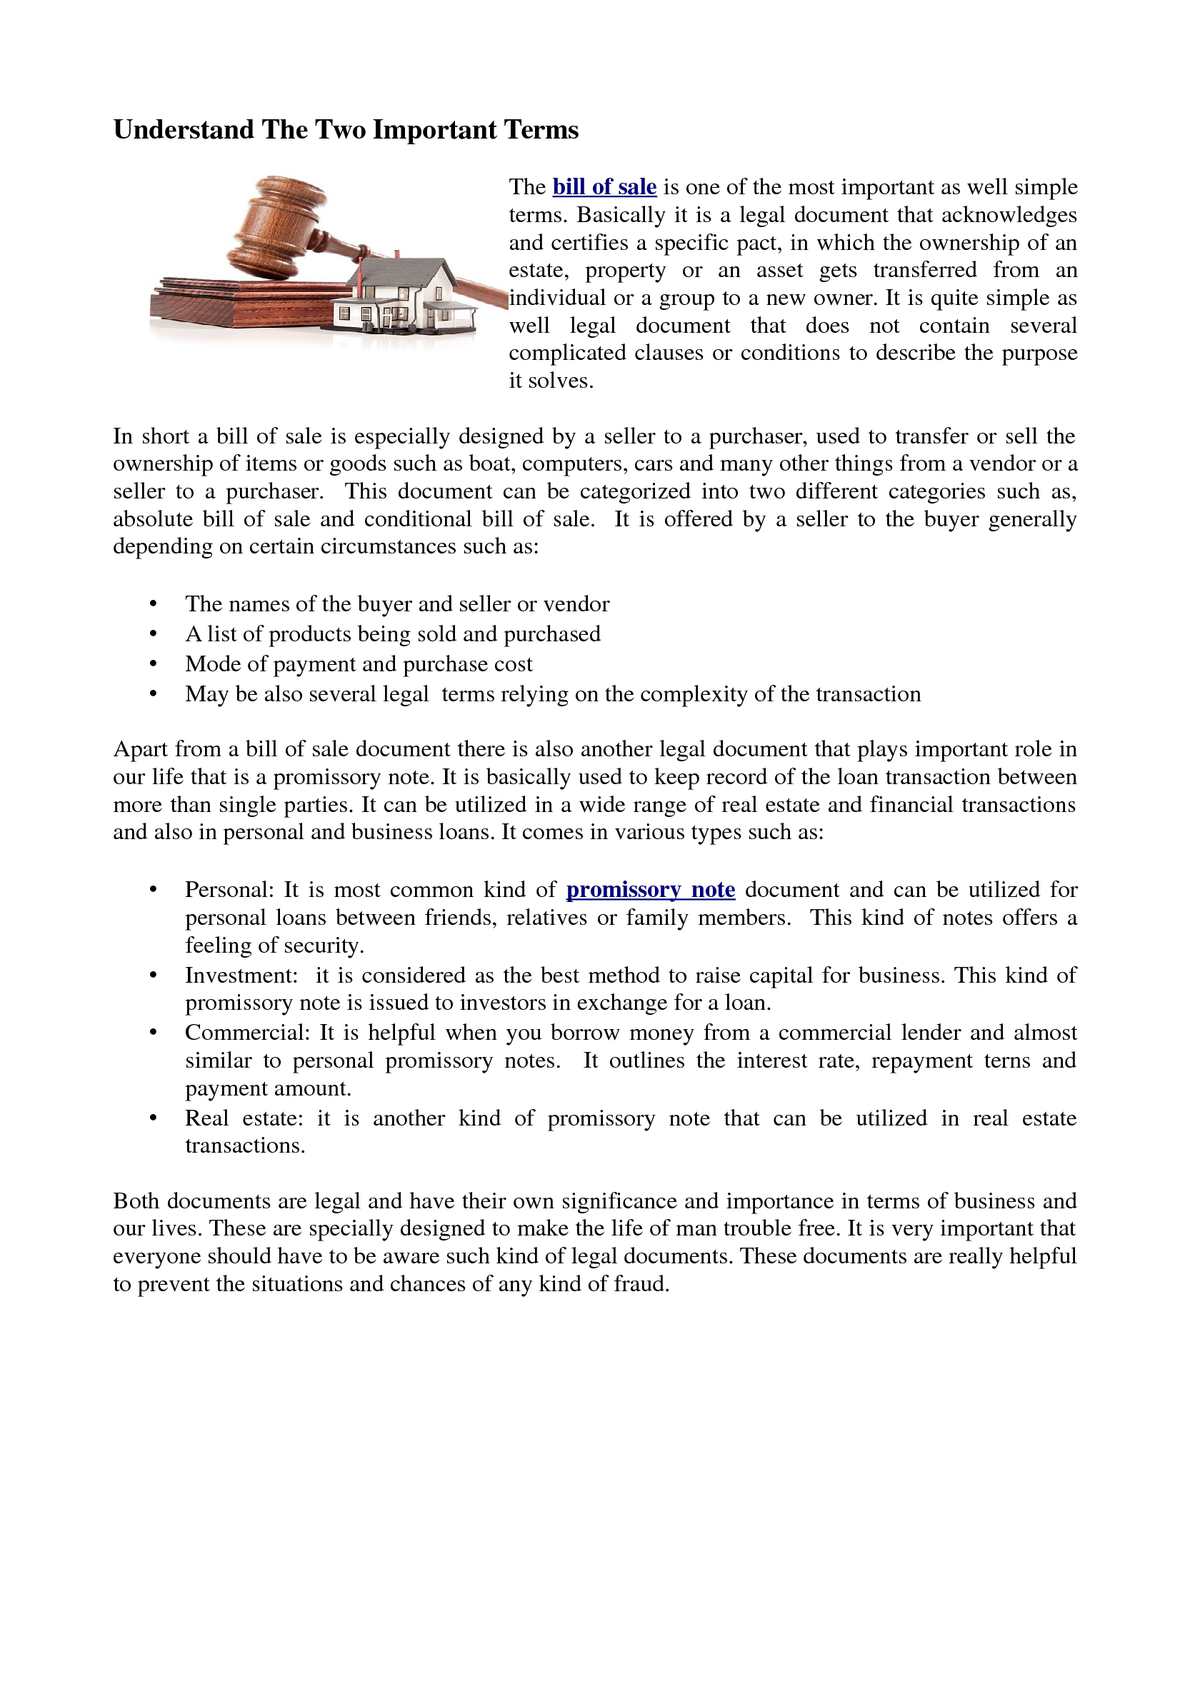 Understand The Two Important Terms
The bill of sale is one of the most important as well simple
terms. Basically it is a legal document that acknowledges
and certifies a specific pact, in which the ownership of an
estate, property or an asset gets transferred from an
individual or a group to a new owner. It is quite simple as
well legal document that does not contain several
complicated clauses or conditions to describe the purpose
it solves.
In short a bill of sale is especially designed by a seller to a purchaser, used to transfer or sell the
ownership of items or goods such as boat, computers, cars and many other things from a vendor or a
seller to a purchaser. This document can be categorized into two different categories such as,
absolute bill of sale and conditional bill of sale. It is offered by a seller to the buyer generally
depending on certain circumstances such as:
• The names of the buyer and seller or vendor
• A list of products being sold and purchased
• Mode of payment and purchase cost
• May be also several legal terms relying on the complexity of the transaction
Apart from a bill of sale document there is also another legal document that plays important role in
our life that is a promissory note. It is basically used to keep record of the loan transaction between
more than single parties. It can be utilized in a wide range of real estate and financial transactions
and also in personal and business loans. It comes in various types such as:
• Personal: It is most common kind of promissory note document and can be utilized for
personal loans between friends, relatives or family members. This kind of notes offers a
feeling of security.
• Investment: it is considered as the best method to raise capital for business. This kind of
promissory note is issued to investors in exchange for a loan.
• Commercial: It is helpful when you borrow money from a commercial lender and almost
similar to personal promissory notes. It outlines the interest rate, repayment terns and
payment amount.
• Real estate: it is another kind of promissory note that can be utilized in real estate
transactions.
Both documents are legal and have their own significance and importance in terms of business and
our lives. These are specially designed to make the life of man trouble free. It is very important that
everyone should have to be aware such kind of legal documents. These documents are really helpful
to prevent the situations and chances of any kind of fraud.